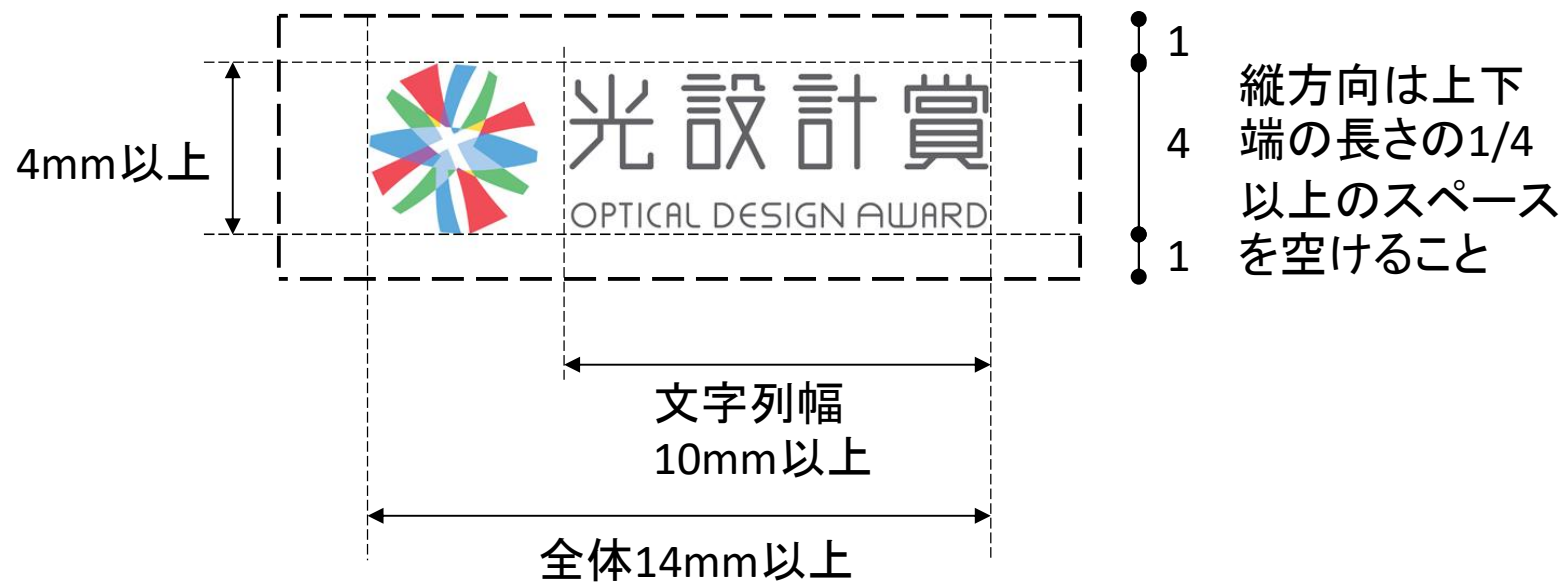 1
縦方向は上下
4mm以上
光設計賞
4
端の長さの1/4
以上のスペース
OPTICAL DESIGN AWARD
1
を空けること
文字列幅
10mm以上
全体14mm以上